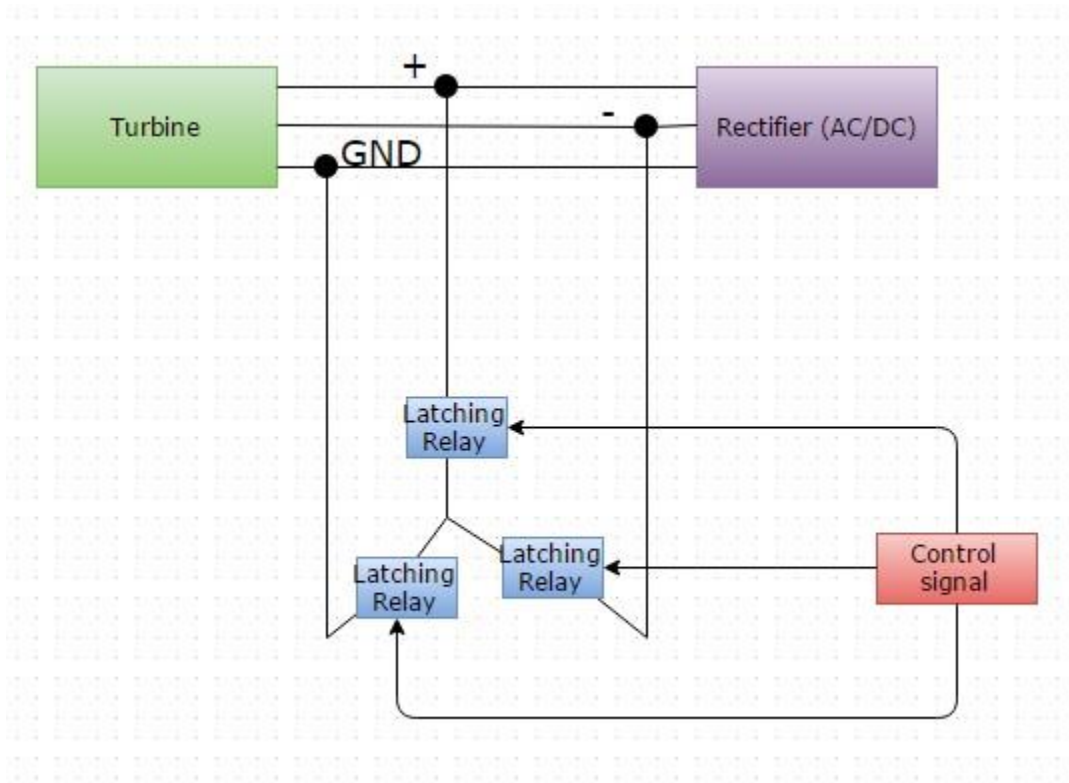 +
Turbine
-
Rectifier (AC/DC)
GND
Latching
Relay
Latching
Relay
Latching
Relay
Control
signal